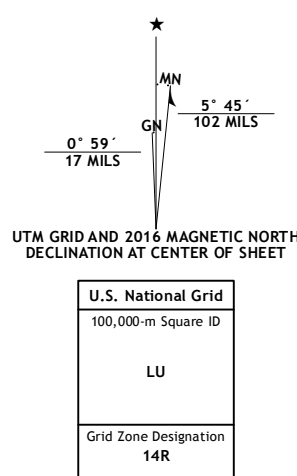 ★
MN
5° 45´
102 MILS
GN
0° 59´
17 MILS
UTM GRID AND 2016 MAGNETIC NORTH
DECLINATION AT CENTER OF SHEET
U.S. National Grid
100,000-m Square ID
LU
Grid Zone Designation
14R